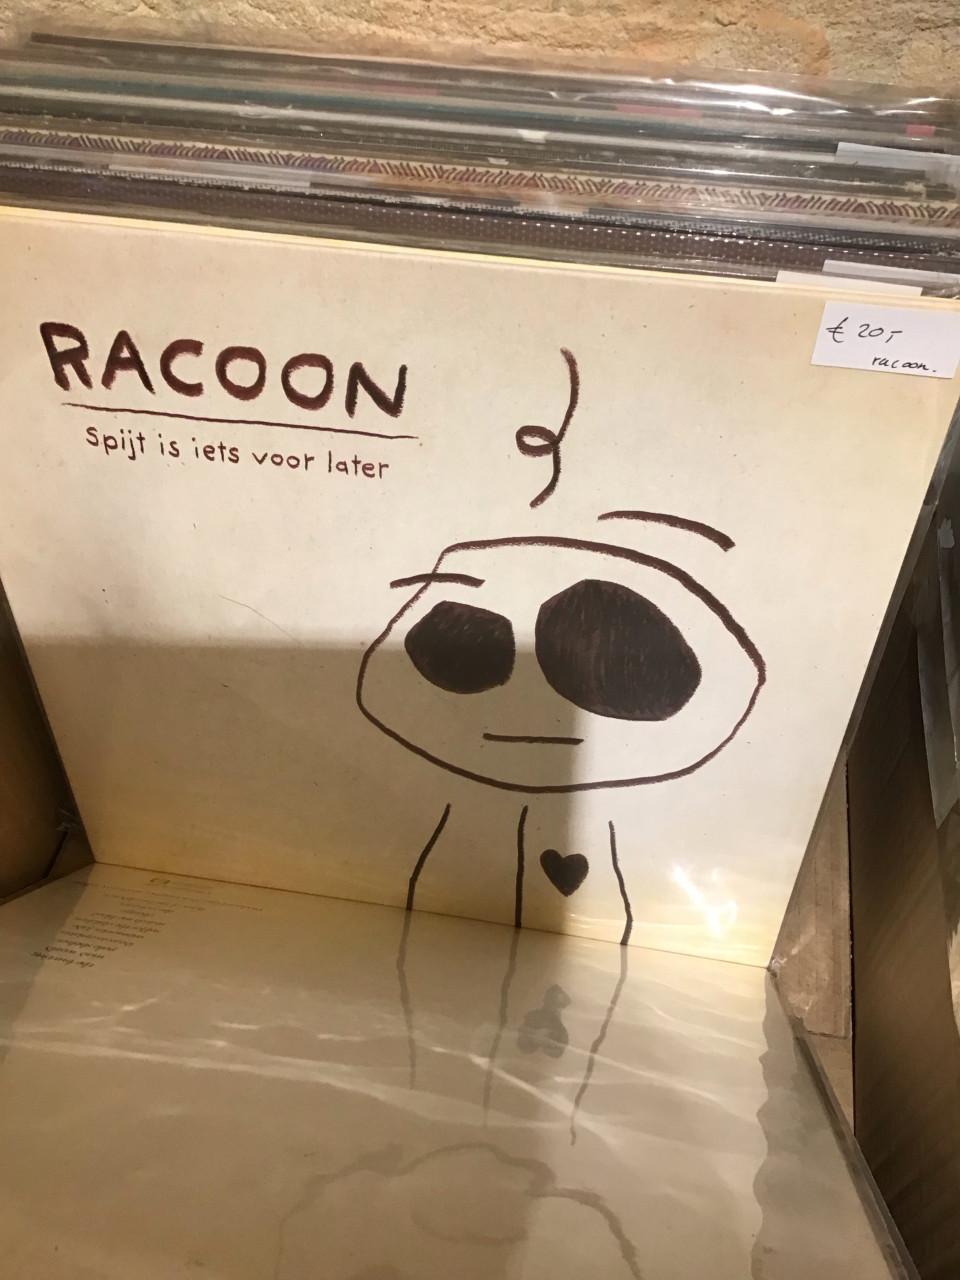 RACOON
Spijt is iets voor later
€ 20,-
racoon.